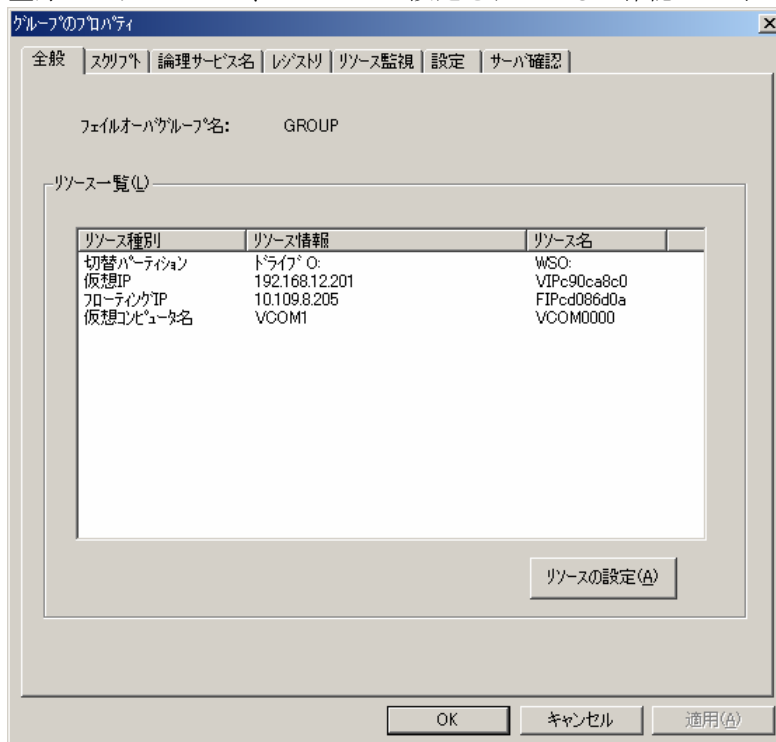 ｸﾞﾙｰﾌﾟのﾌﾟﾛﾊﾟﾃｨ
全般 ｽｸﾘﾌﾟﾄ 論理ｻｰﾋﾞｽ名 ﾚｼﾞｽﾄﾘ ﾘｿｰｽ監視 設定 ｻｰﾊﾞ確認
ﾌｪｲﾙｵｰﾊﾞｸﾞﾙｰﾌﾟ名: GROUP
ﾘｿｰｽ一覧(L)
ﾘｿｰｽ種別 ﾘｿｰｽ情報 ﾘｿｰｽ名
切替ﾊﾟｰﾃｨｼｮﾝ ﾄﾞﾗｲﾌﾞ O: WSO:
仮想IP 192.168.12.201 VIPc90ca8c0
ﾌﾛｰﾃｨﾝｸﾞIP 10.109.8.205 FIPcd086d0a
仮想ｺﾝﾋﾟｭｰﾀ名 VCOM1 VCOM0000
ﾘｿｰｽの設定(A)
OK キャンセル 適用(A)